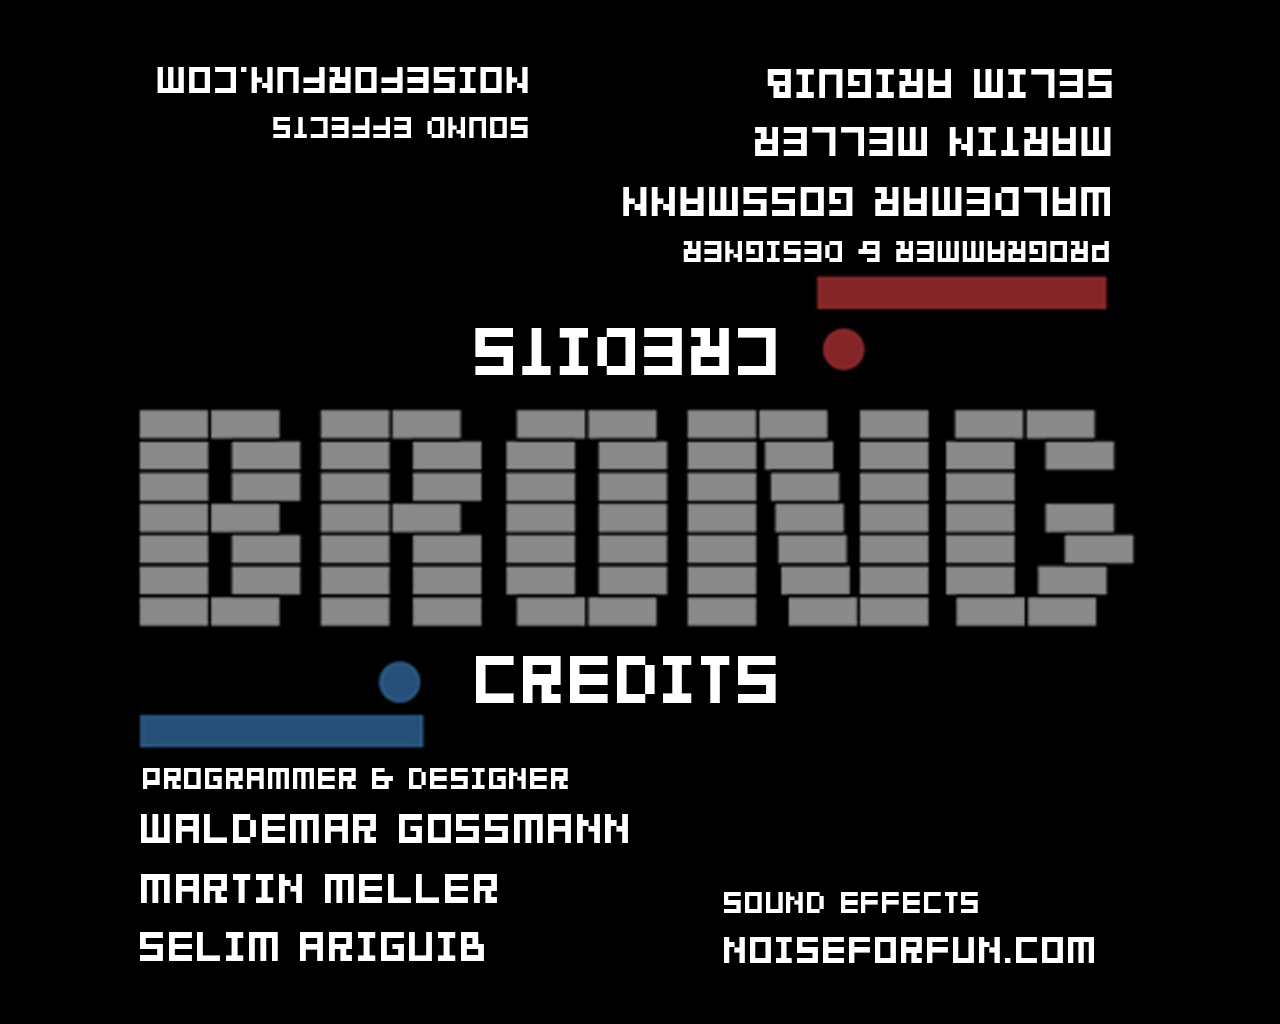 NOISEFORFUN.COM
SOUND EFFECTS
SELIM ARIGUIB
MARTIN MELLER
WALDEMAR GOSSMANN
PROGRAMMER & DESIGNER
CREDITS
BRONG
CREDITS
PROGRAMMER & DESIGNER
WALDEMAR GOSSMANN
MARTIN MELLER
SELIM ARIGUIB
SOUND EFFECTS
NOISEFORFUN.COM